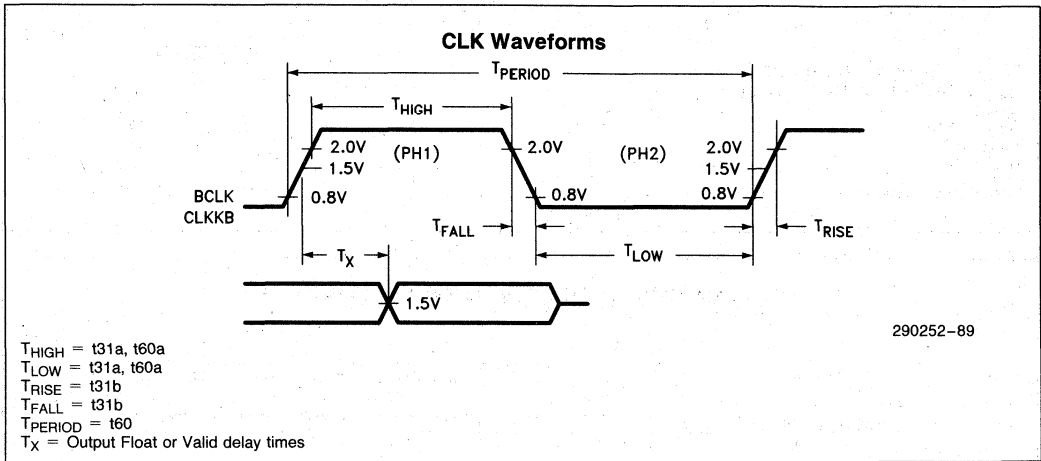 CLK Waveforms
TPERIOD
THIGH
2.0V (PH1) 2.0V (PH2) 2.0V
1.5V 1.5V
BCLK 0.8V 0.8V 0.8V
CLKKB
TFALL TRISE
TX TLOW
1.5V
290252-89
THIGH = t31a, t60a
TLOW = t31a, t60a
TRISE = t31b
TFALL = t31b
TPERIOD = t60
TX = Output Float or Valid delay times